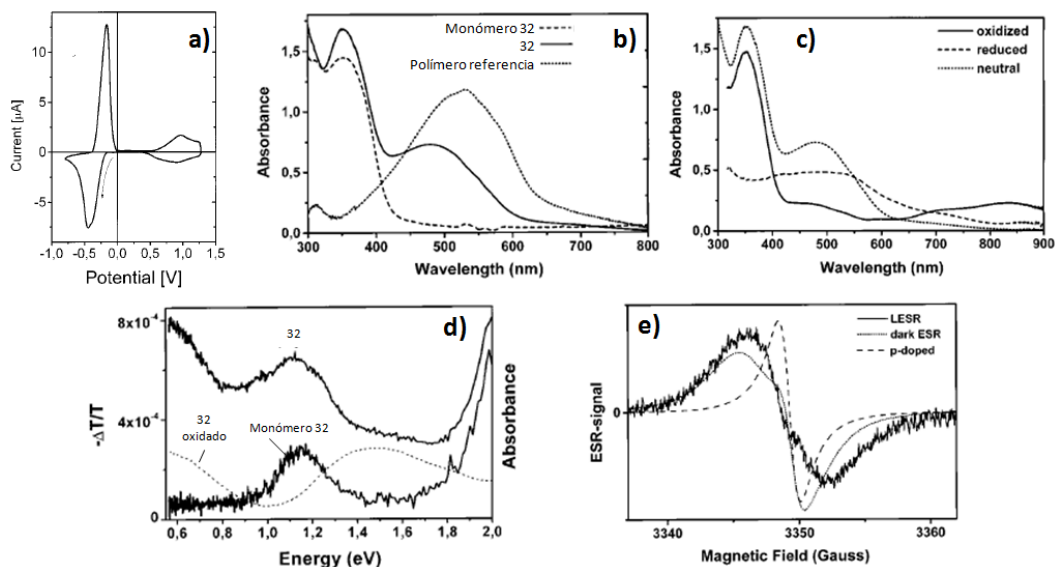 a)
Current [µA]
10
5
0
-5
-1,0 -0,5 0,0 0,5 1,0 1,5
Potential [V]
b)
Monómero 32
32
Polímero referencia
Absorbance
1,5
1,0
0,5
0,0
300 400 500 600 700 800
Wavelength (nm)
c)
oxidized
reduced
neutral
Absorbance
1,5
1,0
0,5
0,0
300 400 500 600 700 800 900
Wavelength (nm)
d)
32
32
oxidado
Monómero 32
-ΔT/T
8x10⁻⁴
4x10⁻⁴
0
Absorbance
0,6 0,8 1,0 1,2 1,4 1,6 1,8 2,0
Energy (eV)
e)
LESR
dark ESR
p-doped
ESR-signal
0
3340 3350 3360
Magnetic Field (Gauss)